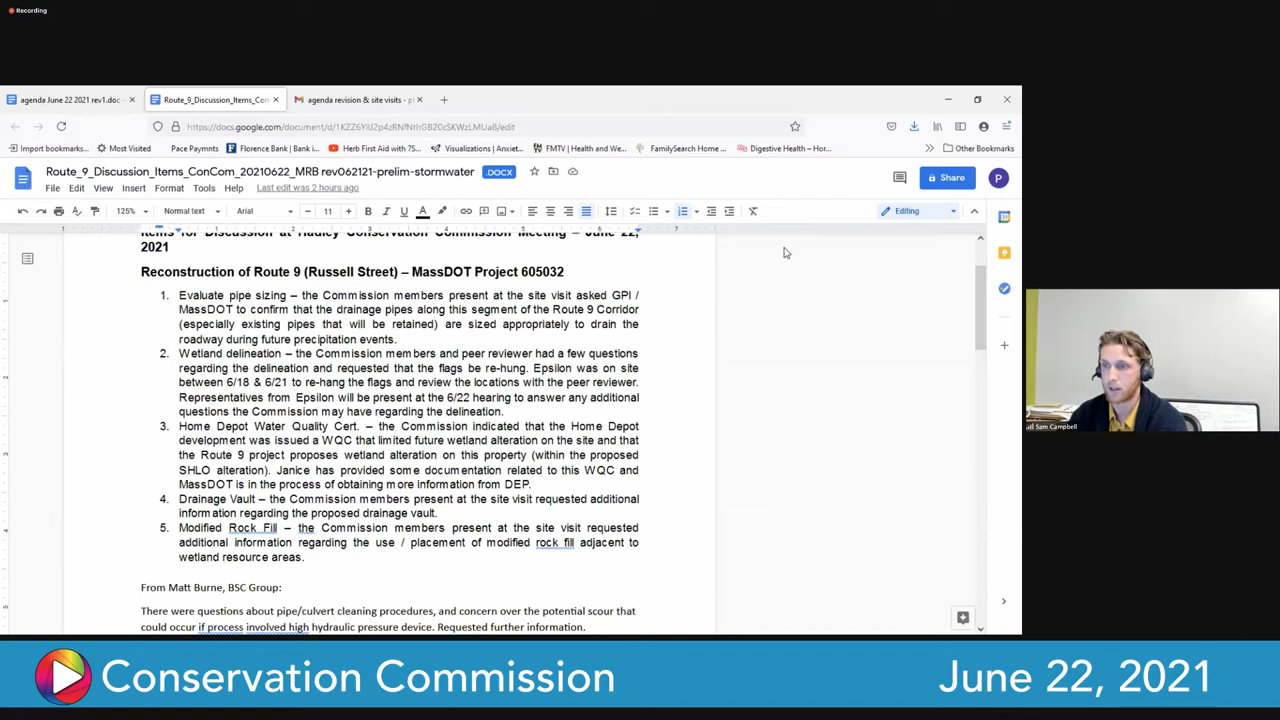 Recording
agenda June 22 2021 rev1.doc
Route_9_Discussion_Items_Con
agenda revision & site visits -
Import bookmarks...
Most Visited
Pace Paymnts
Florence Bank | Bank in...
Herb First Aid with 7S...
Visualizations | Anxiet...
FMTV | Health and We...
FamilySearch Home ...
Digestive Health – Hor...
Other Bookmarks
Route_9_Discussion_Items_ConCom_20210622_MRB rev062121-prelim-stormwater
.DOCX
Share
P
File Edit View Insert Format Tools Help
Last edit was 2 hours ago
125%
Normal text
Arial
11
B I U A
Editing
Items for Discussion at Hadley Conservation Commission Meeting – June 22,
2021
Reconstruction of Route 9 (Russell Street) – MassDOT Project 605032
1. Evaluate pipe sizing – the Commission members present at the site visit asked GPI /
MassDOT to confirm that the drainage pipes along this segment of the Route 9 Corridor
(especially existing pipes that will be retained) are sized appropriately to drain the
roadway during future precipitation events.
2. Wetland delineation – the Commission members and peer reviewer had a few questions
regarding the delineation and requested that the flags be re-hung. Epsilon was on site
between 6/18 & 6/21 to re-hang the flags and review the locations with the peer reviewer.
Representatives from Epsilon will be present at the 6/22 hearing to answer any additional
questions the Commission may have regarding the delineation.
3. Home Depot Water Quality Cert. – the Commission indicated that the Home Depot
development was issued a WQC that limited future wetland alteration on the site and that
the Route 9 project proposes wetland alteration on this property (within the proposed
SHLO alteration). Janice has provided some documentation related to this WQC and
MassDOT is in the process of obtaining more information from DEP.
4. Drainage Vault – the Commission members present at the site visit requested additional
information regarding the proposed drainage vault.
5. Modified Rock Fill – the Commission members present at the site visit requested
additional information regarding the use / placement of modified rock fill adjacent to
wetland resource areas.
From Matt Burne, BSC Group:
There were questions about pipe/culvert cleaning procedures, and concern over the potential scour that
could occur if process involved high hydraulic pressure device. Requested further information.
Sam Campbell
Conservation Commission
June 22, 2021